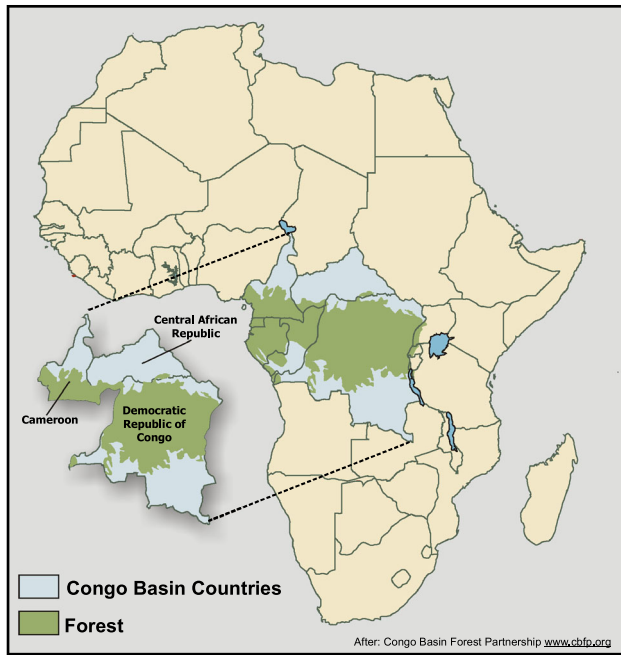 Central African
Republic
Cameroon
Democratic
Republic of
Congo
Congo Basin Countries
Forest
After: Congo Basin Forest Partnership www.cbfp.org